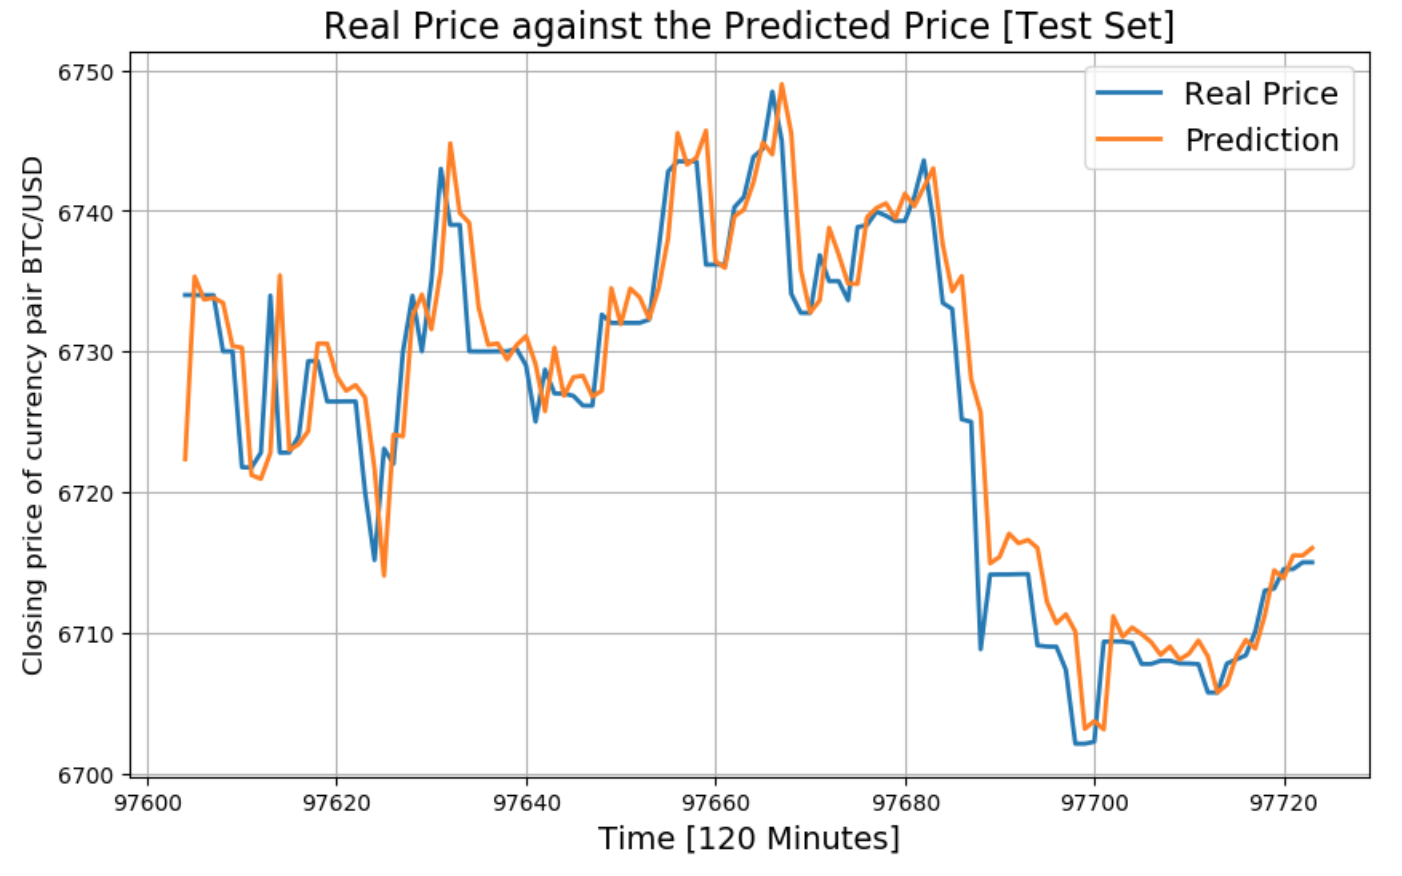 Real Price against the Predicted Price [Test Set]
Real Price
Prediction
Closing price of currency pair BTC/USD
6750
6740
6730
6720
6710
6700
97600 97620 97640 97660 97680 97700 97720
Time [120 Minutes]